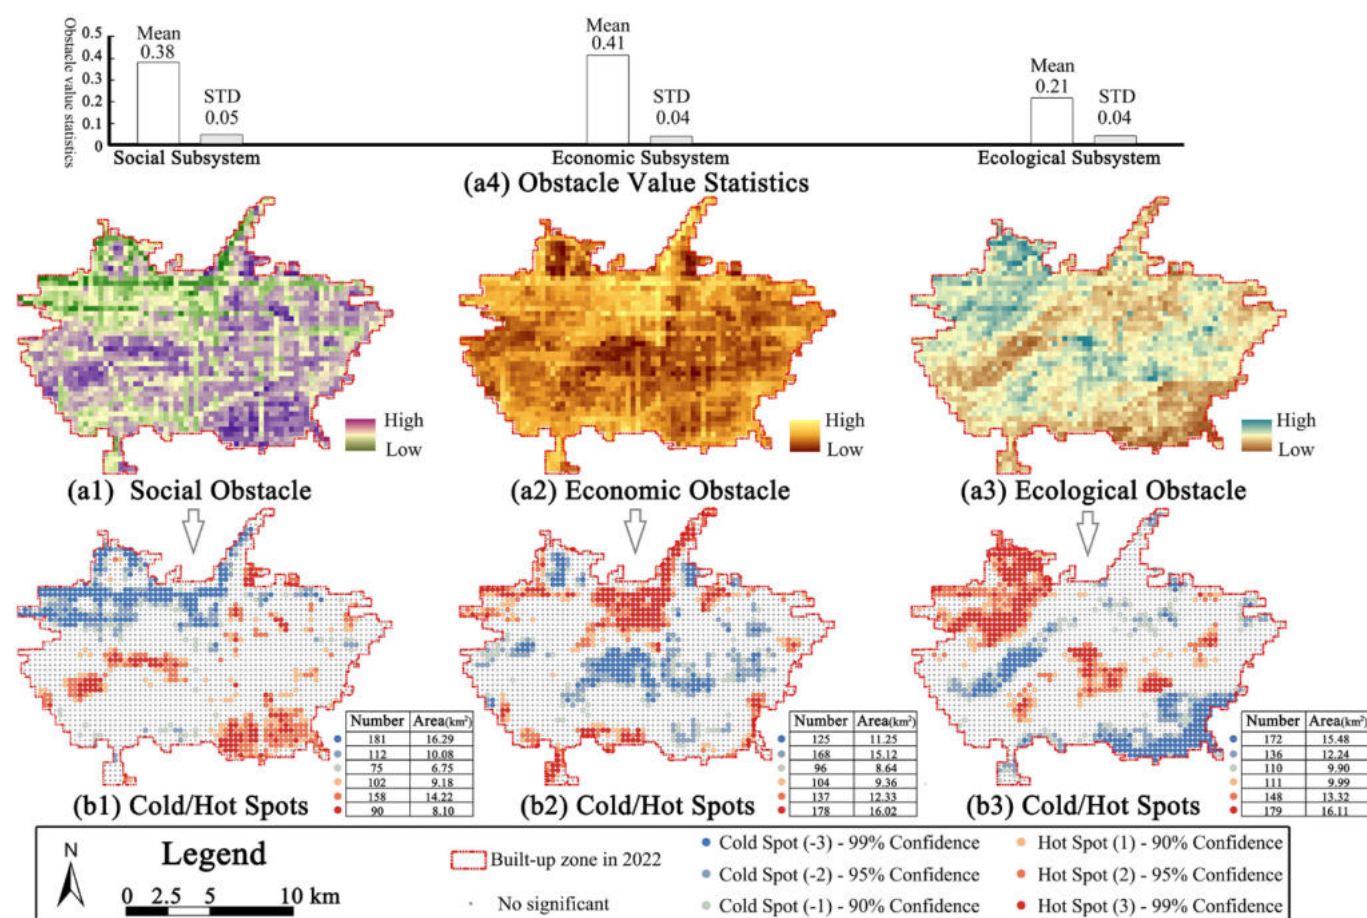 Obstacle value statistics
0.5
0.4
0.3
0.2
0.1
0
Mean
0.38
STD
0.05
Mean
0.41
STD
0.04
Mean
0.21
STD
0.04
Social Subsystem
Economic Subsystem
Ecological Subsystem
(a4) Obstacle Value Statistics
High
Low
High
Low
High
Low
(a1) Social Obstacle
(a2) Economic Obstacle
(a3) Ecological Obstacle
Number Area(km²)
181 16.29
112 10.08
75 6.75
102 9.18
158 14.22
90 8.10
Number Area(km²)
125 11.25
168 15.12
96 8.64
104 9.36
137 12.33
178 16.02
Number Area(km²)
172 15.48
136 12.24
110 9.90
111 9.99
148 13.32
179 16.11
(b1) Cold/Hot Spots
(b2) Cold/Hot Spots
(b3) Cold/Hot Spots
N
Legend
0 2.5 5 10 km
Built-up zone in 2022
No significant
Cold Spot (-3) - 99% Confidence
Cold Spot (-2) - 95% Confidence
Cold Spot (-1) - 90% Confidence
Hot Spot (1) - 90% Confidence
Hot Spot (2) - 95% Confidence
Hot Spot (3) - 99% Confidence